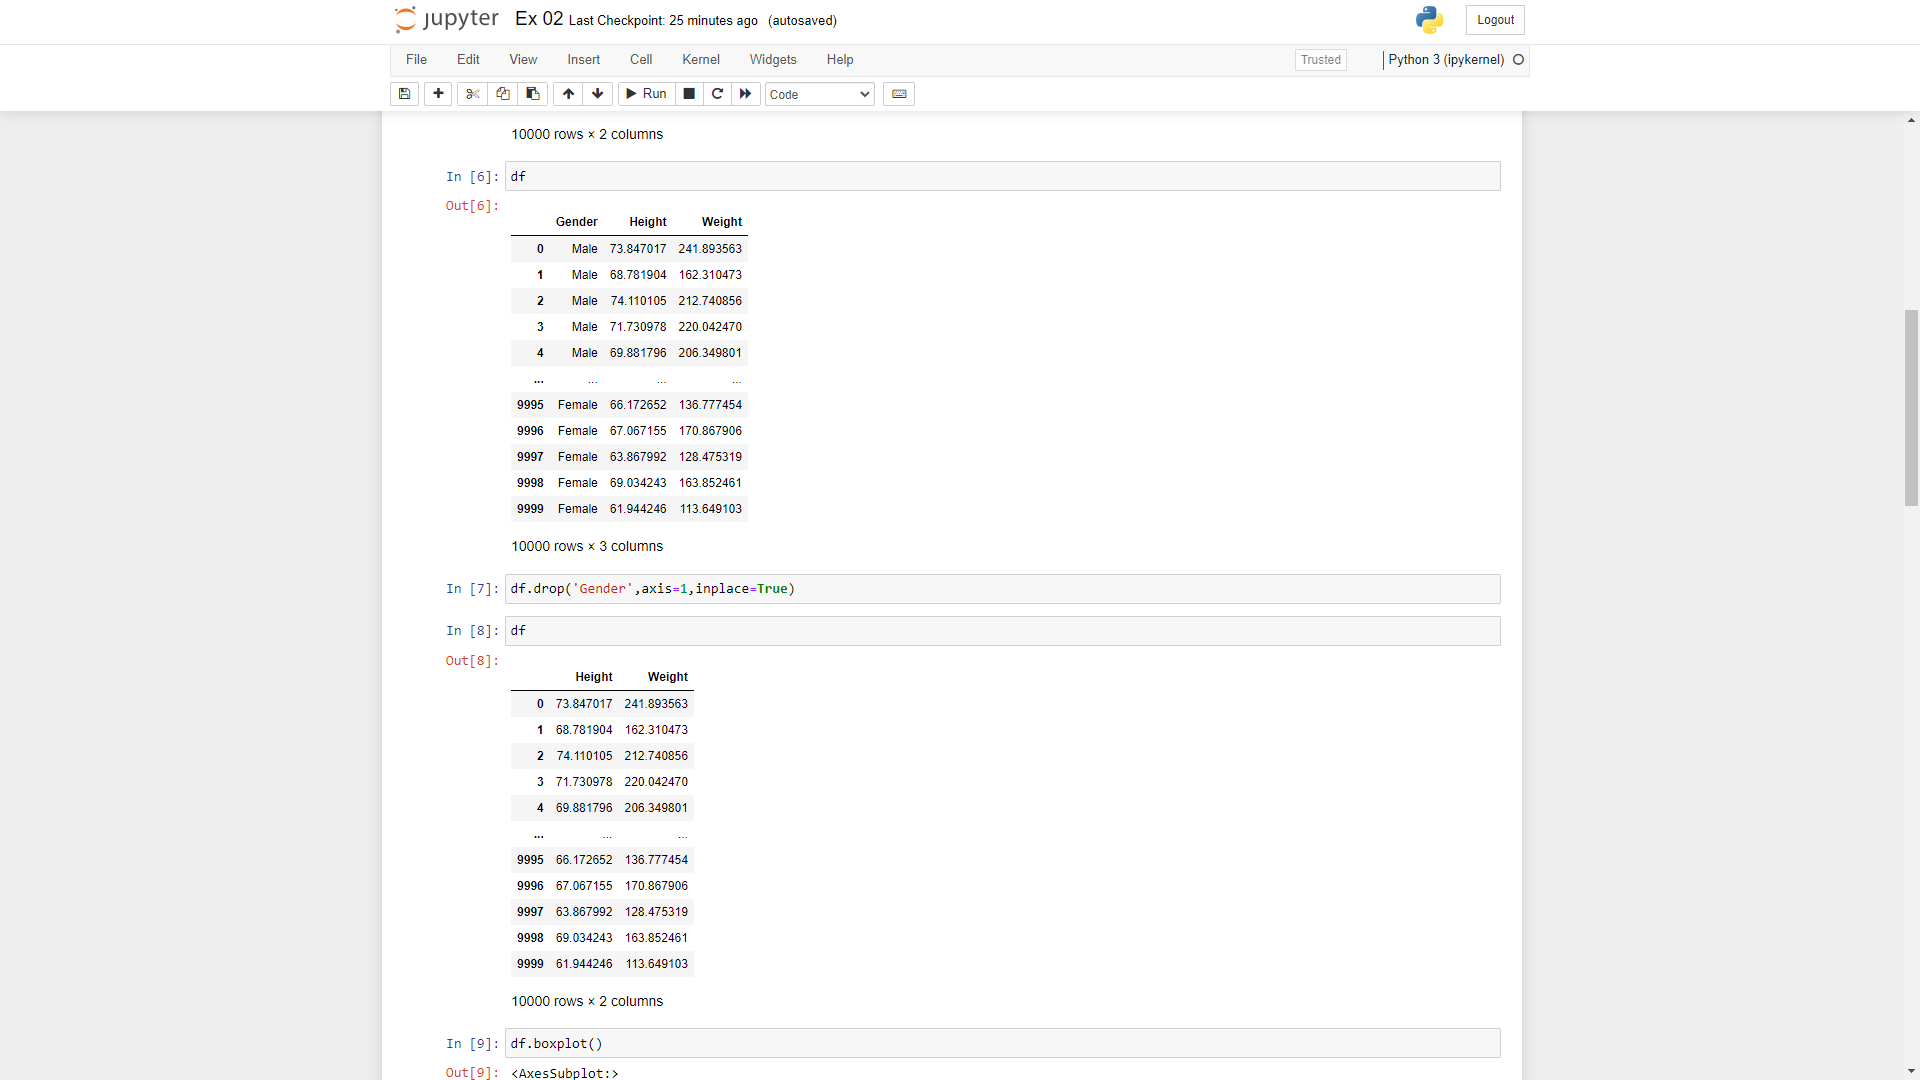 jupyter Ex 02 Last Checkpoint: 25 minutes ago (autosaved) Logout
File Edit View Insert Cell Kernel Widgets Help Trusted Python 3 (ipykernel)
Run Code
10000 rows × 2 columns
In [6]: df
Out[6]:
Gender Height Weight
0 Male 73.847017 241.893563
1 Male 68.781904 162.310473
2 Male 74.110105 212.740856
3 Male 71.730978 220.042470
4 Male 69.881796 206.349801
... ... ... ...
9995 Female 66.172652 136.777454
9996 Female 67.067155 170.867906
9997 Female 63.867992 128.475319
9998 Female 69.034243 163.852461
9999 Female 61.944246 113.649103
10000 rows × 3 columns
In [7]: df.drop('Gender',axis=1,inplace=True)
In [8]: df
Out[8]:
Height Weight
0 73.847017 241.893563
1 68.781904 162.310473
2 74.110105 212.740856
3 71.730978 220.042470
4 69.881796 206.349801
... ... ...
9995 66.172652 136.777454
9996 67.067155 170.867906
9997 63.867992 128.475319
9998 69.034243 163.852461
9999 61.944246 113.649103
10000 rows × 2 columns
In [9]: df.boxplot()
Out[9]: <AxesSubplot:>